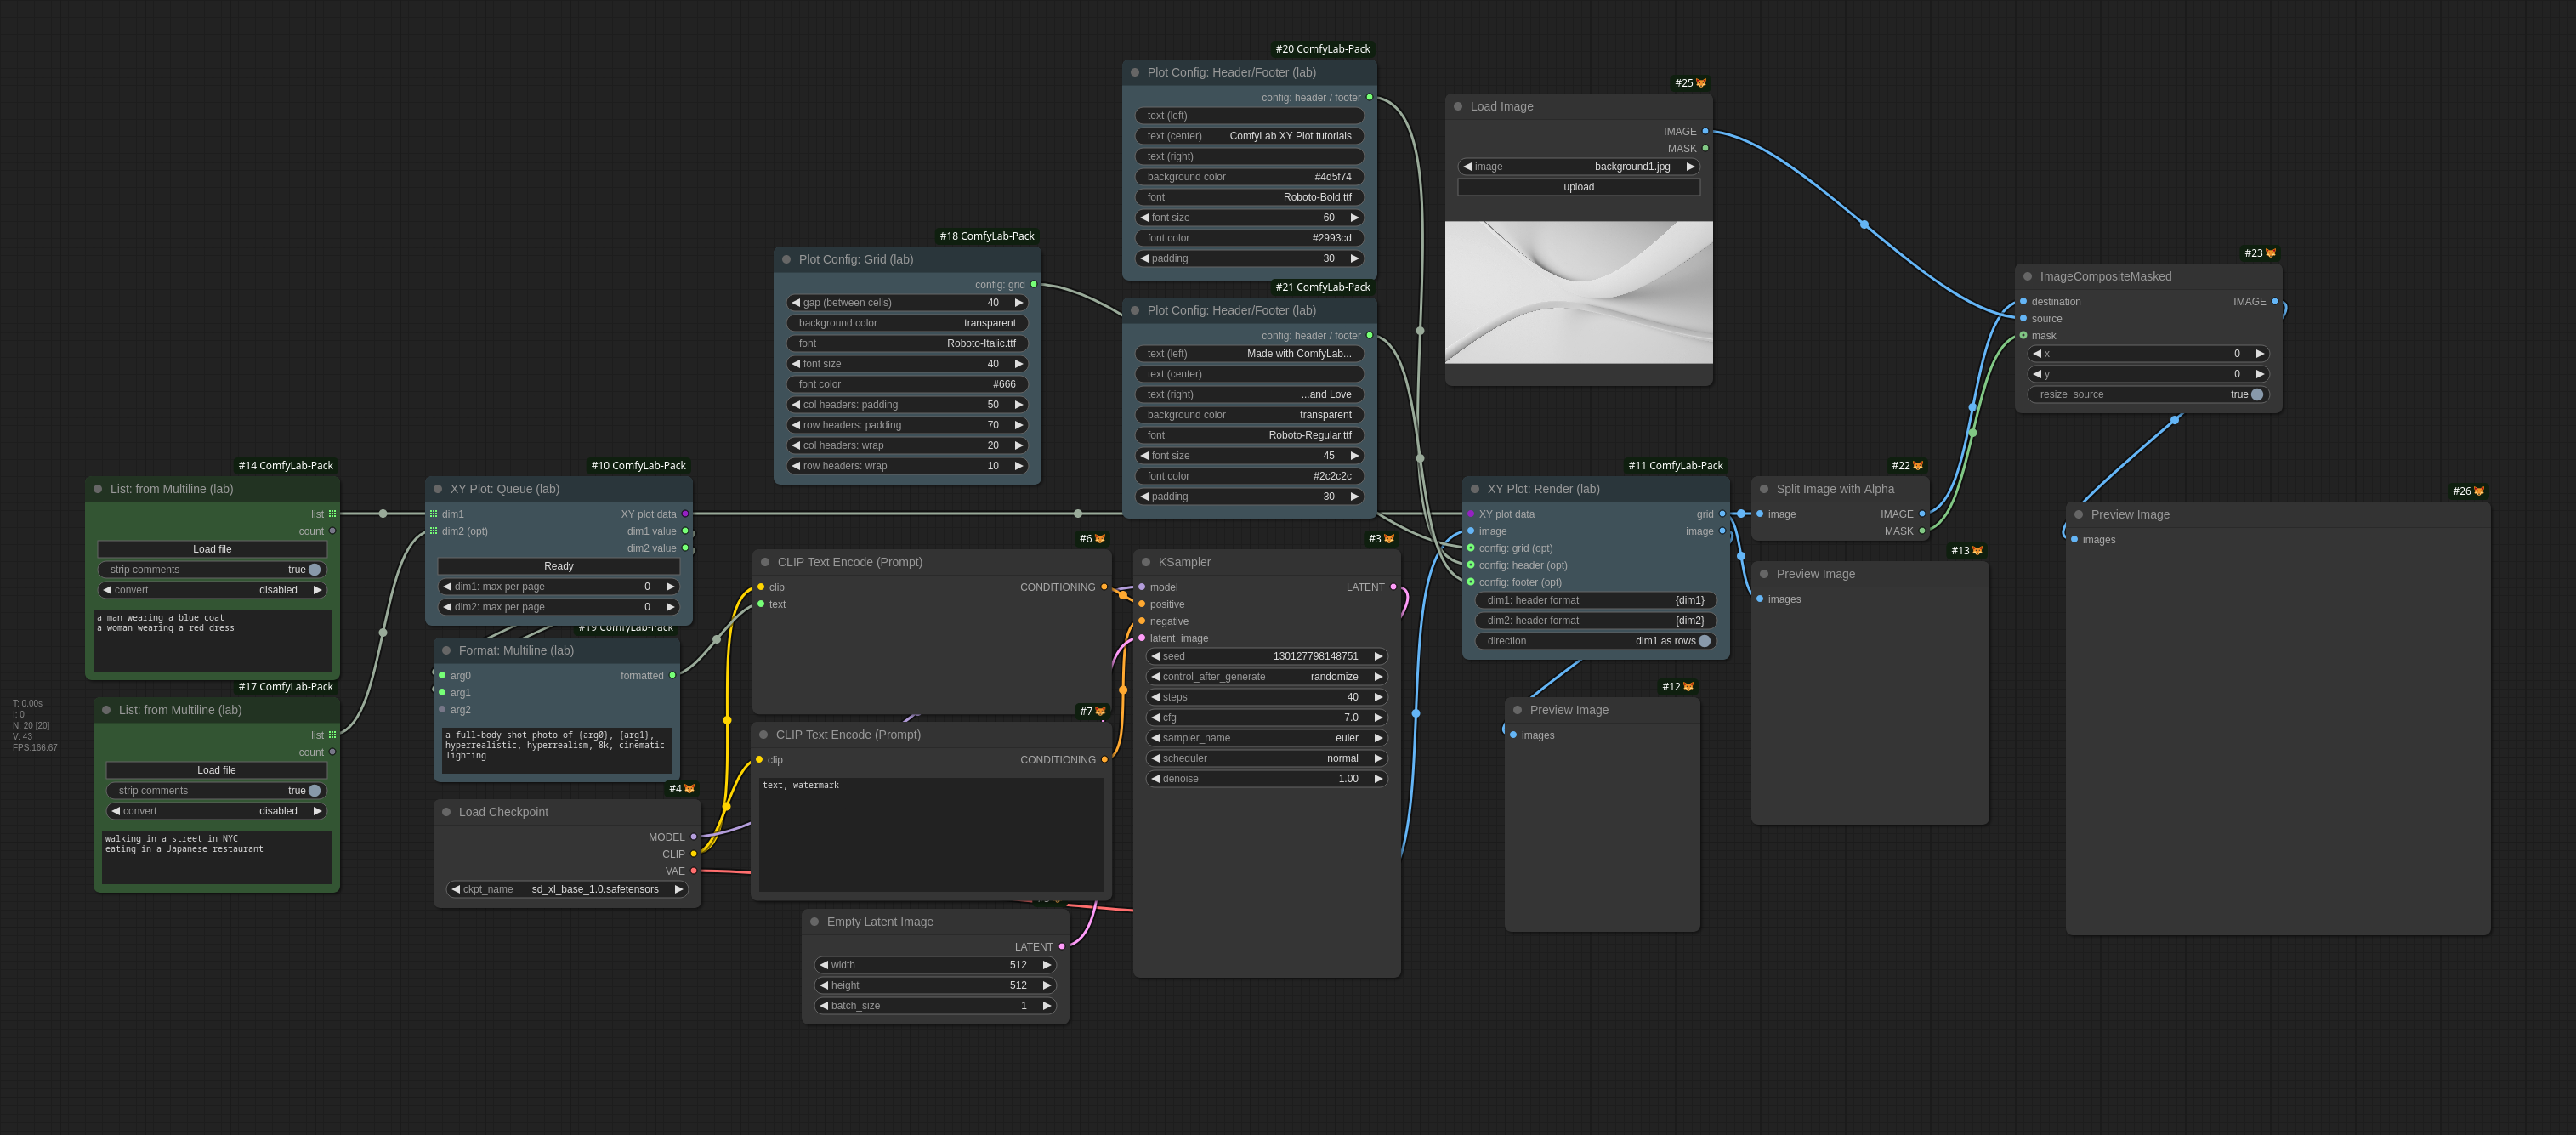 #14 ComfyLab-Pack
List: from Multiline (lab)
list
count
Load file
strip comments true
convert disabled
a man wearing a blue coat
a woman wearing a red dress
#17 ComfyLab-Pack
List: from Multiline (lab)
list
count
Load file
strip comments true
convert disabled
walking in a street in NYC
eating in a Japanese restaurant
T: 0.00s
I: 0
N: 20 [20]
V: 43
FPS:166.67
#10 ComfyLab-Pack
XY Plot: Queue (lab)
dim1 XY plot data
dim2 (opt) dim1 value
dim2 value
Ready
dim1: max per page 0
dim2: max per page 0
#19 ComfyLab-Pack
Format: Multiline (lab)
arg0 formatted
arg1
arg2
a full-body shot photo of {arg0}, {arg1},
hyperrealistic, hyperrealism, 8k, cinematic
lighting
#4
Load Checkpoint
MODEL
CLIP
VAE
ckpt_name sd_xl_base_1.0.safetensors
#18 ComfyLab-Pack
Plot Config: Grid (lab)
config: grid
gap (between cells) 40
background color transparent
font Roboto-Italic.ttf
font size 40
font color #666
col headers: padding 50
row headers: padding 70
col headers: wrap 20
row headers: wrap 10
#6
CLIP Text Encode (Prompt)
clip CONDITIONING
text
#7
CLIP Text Encode (Prompt)
clip CONDITIONING
text, watermark
Empty Latent Image
LATENT
width 512
height 512
batch_size 1
#20 ComfyLab-Pack
Plot Config: Header/Footer (lab)
config: header / footer
text (left)
text (center) ComfyLab XY Plot tutorials
text (right)
background color #4d5f74
font Roboto-Bold.ttf
font size 60
font color #2993cd
padding 30
#21 ComfyLab-Pack
Plot Config: Header/Footer (lab)
config: header / footer
text (left) Made with ComfyLab...
text (center)
text (right) ...and Love
background color transparent
font Roboto-Regular.ttf
font size 45
font color #2c2c2c
padding 30
#3
KSampler
model LATENT
positive
negative
latent_image
seed 130127798148751
control_after_generate randomize
steps 40
cfg 7.0
sampler_name euler
scheduler normal
denoise 1.00
#25
Load Image
IMAGE
MASK
image background1.jpg
upload
#11 ComfyLab-Pack
XY Plot: Render (lab)
XY plot data grid
image image
config: grid (opt)
config: header (opt)
config: footer (opt)
dim1: header format {dim1}
dim2: header format {dim2}
direction dim1 as rows
#12
Preview Image
images
#22
Split Image with Alpha
image IMAGE
MASK
#13
Preview Image
images
#23
ImageCompositeMasked
destination IMAGE
source
mask
x 0
y 0
resize_source true
#26
Preview Image
images